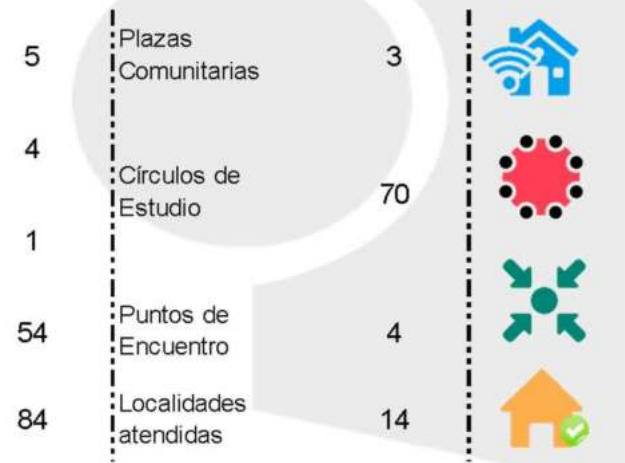 5
Plazas
Comunitarias
3
4
Círculos de
Estudio
70
1
54
Puntos de
Encuentro
4
84
Localidades
atendidas
14